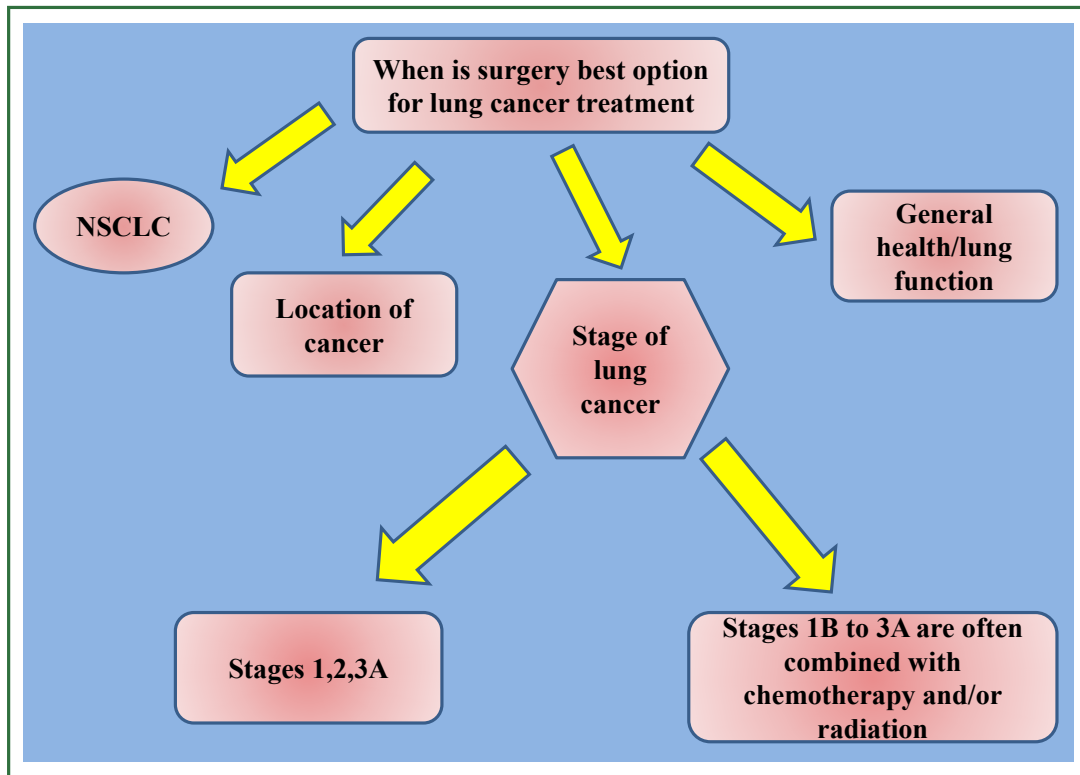 When is surgery best option
for lung cancer treatment
NSCLC
Location of
cancer
Stage of
lung
cancer
General
health/lung
function
Stages 1,2,3A
Stages 1B to 3A are often
combined with
chemotherapy and/or
radiation